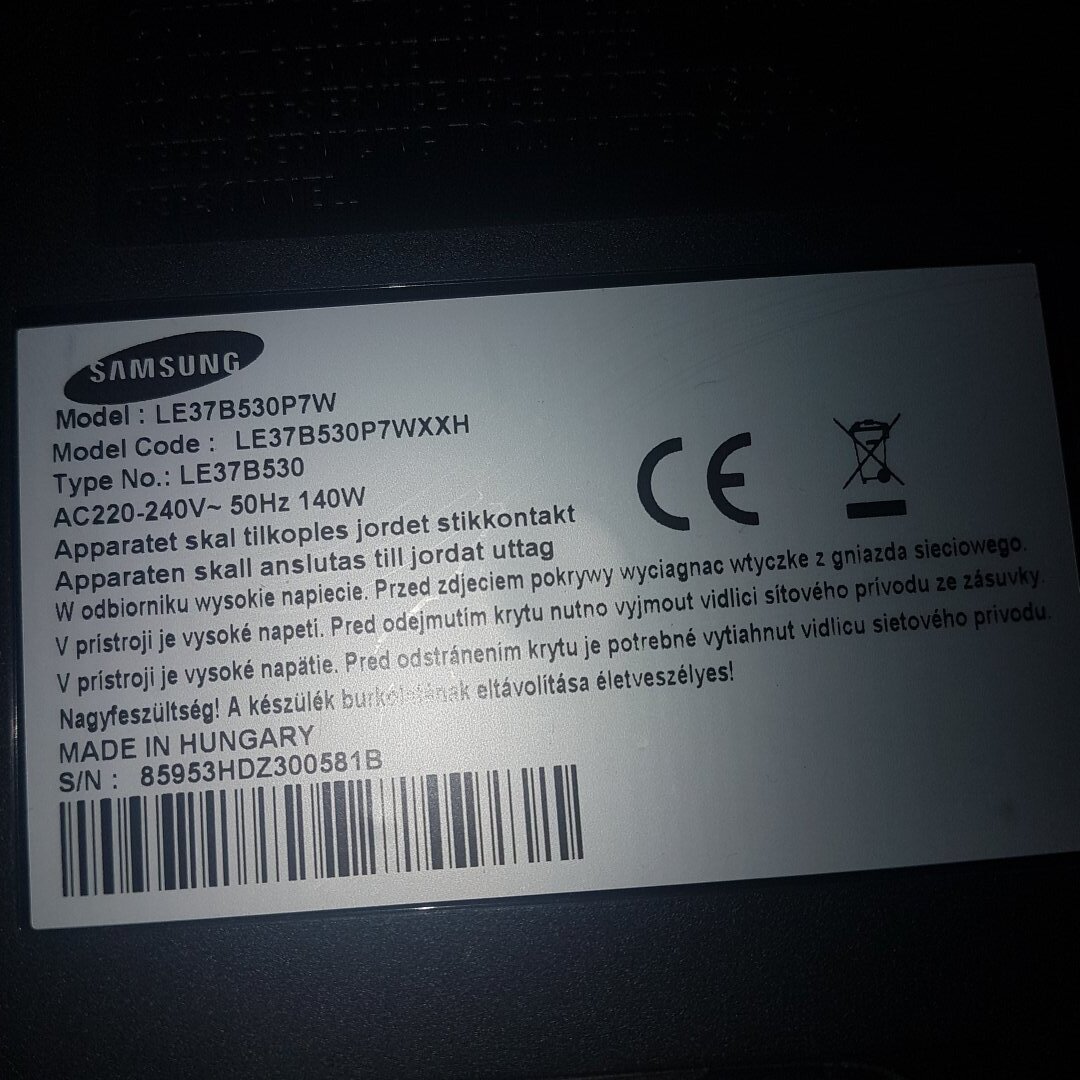 SAMSUNG
Model : LE37B530P7W
Model Code : LE37B530P7WXXH
Type No.: LE37B530
AC220-240V~ 50Hz 140W
Apparatet skal tilkoples jordet stikkontakt
Apparaten skall anslutas till jordat uttag
W odbiorniku wysokie napiecie. Przed zdjeciem pokrywy wyciagnac wtyczke z gniazda sieciowego.
V prístroji je vysoké napetí. Pred odejmutím krytu nutno vyjmout vidlici sítového prívodu ze zásuvky.
V prístroji je vysoké napätie. Pred odstránením krytu je potrebné vytiahnut vidlicu sietového prívodu.
Nagyfeszültség! A készülék burkolatának eltávolítása életveszélyes!
MADE IN HUNGARY
S/N : 85953HDZ300581B
CE